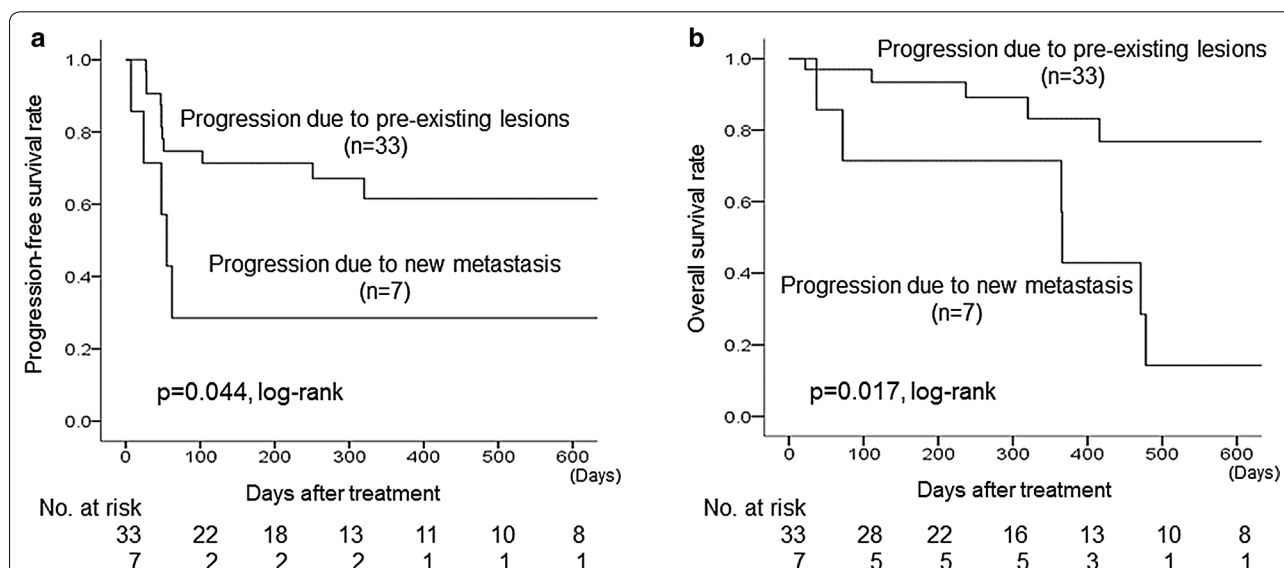 a
1.0
0.8
0.6
0.4
0.2
0.0
Progression-free survival rate
Progression due to pre-existing lesions
(n=33)
Progression due to new metastasis
(n=7)
p=0.044, log-rank
0 100 200 300 400 500 600
(Days)
Days after treatment
No. at risk
33 22 18 13 11 10 8
7 2 2 2 1 1 1
b
1.0
0.8
0.6
0.4
0.2
0.0
Overall survival rate
Progression due to pre-existing lesions
(n=33)
Progression due to new metastasis
(n=7)
p=0.017, log-rank
0 100 200 300 400 500 600
(Days)
Days after treatment
33 28 22 16 13 10 8
7 5 5 5 3 1 1